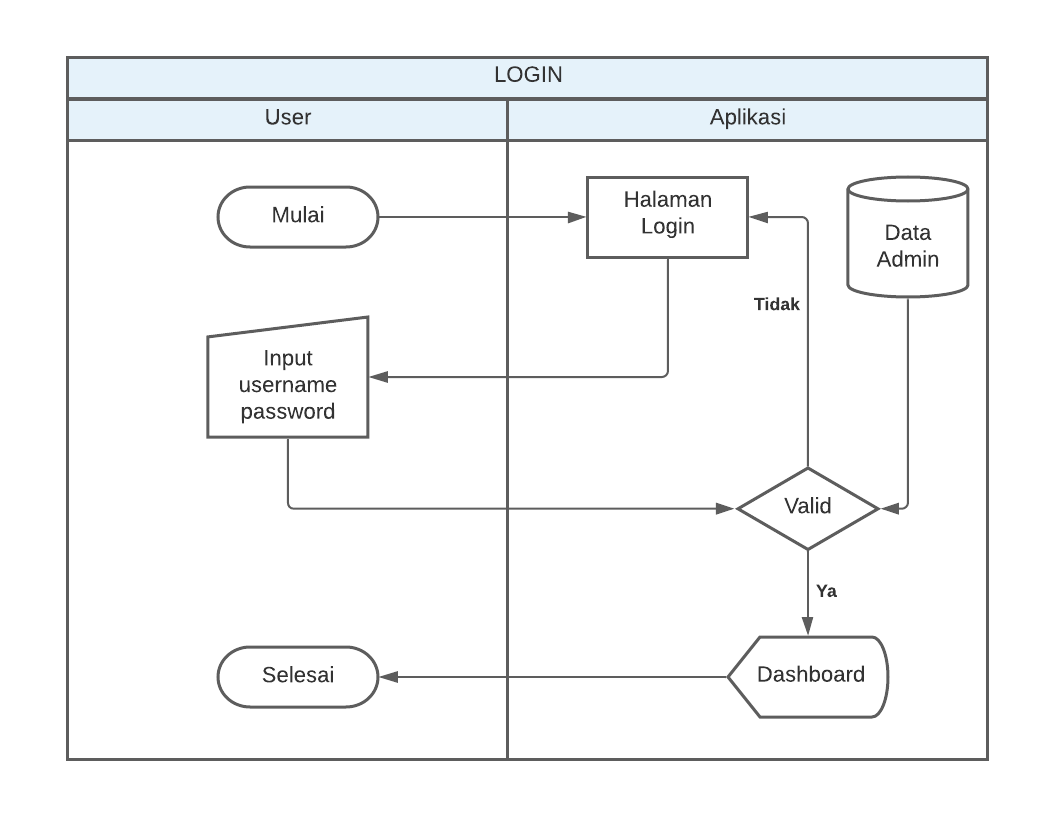 LOGIN
User
Aplikasi
Mulai
Halaman
Login
Data
Admin
Tidak
Input
username
password
Valid
Ya
Selesai
Dashboard